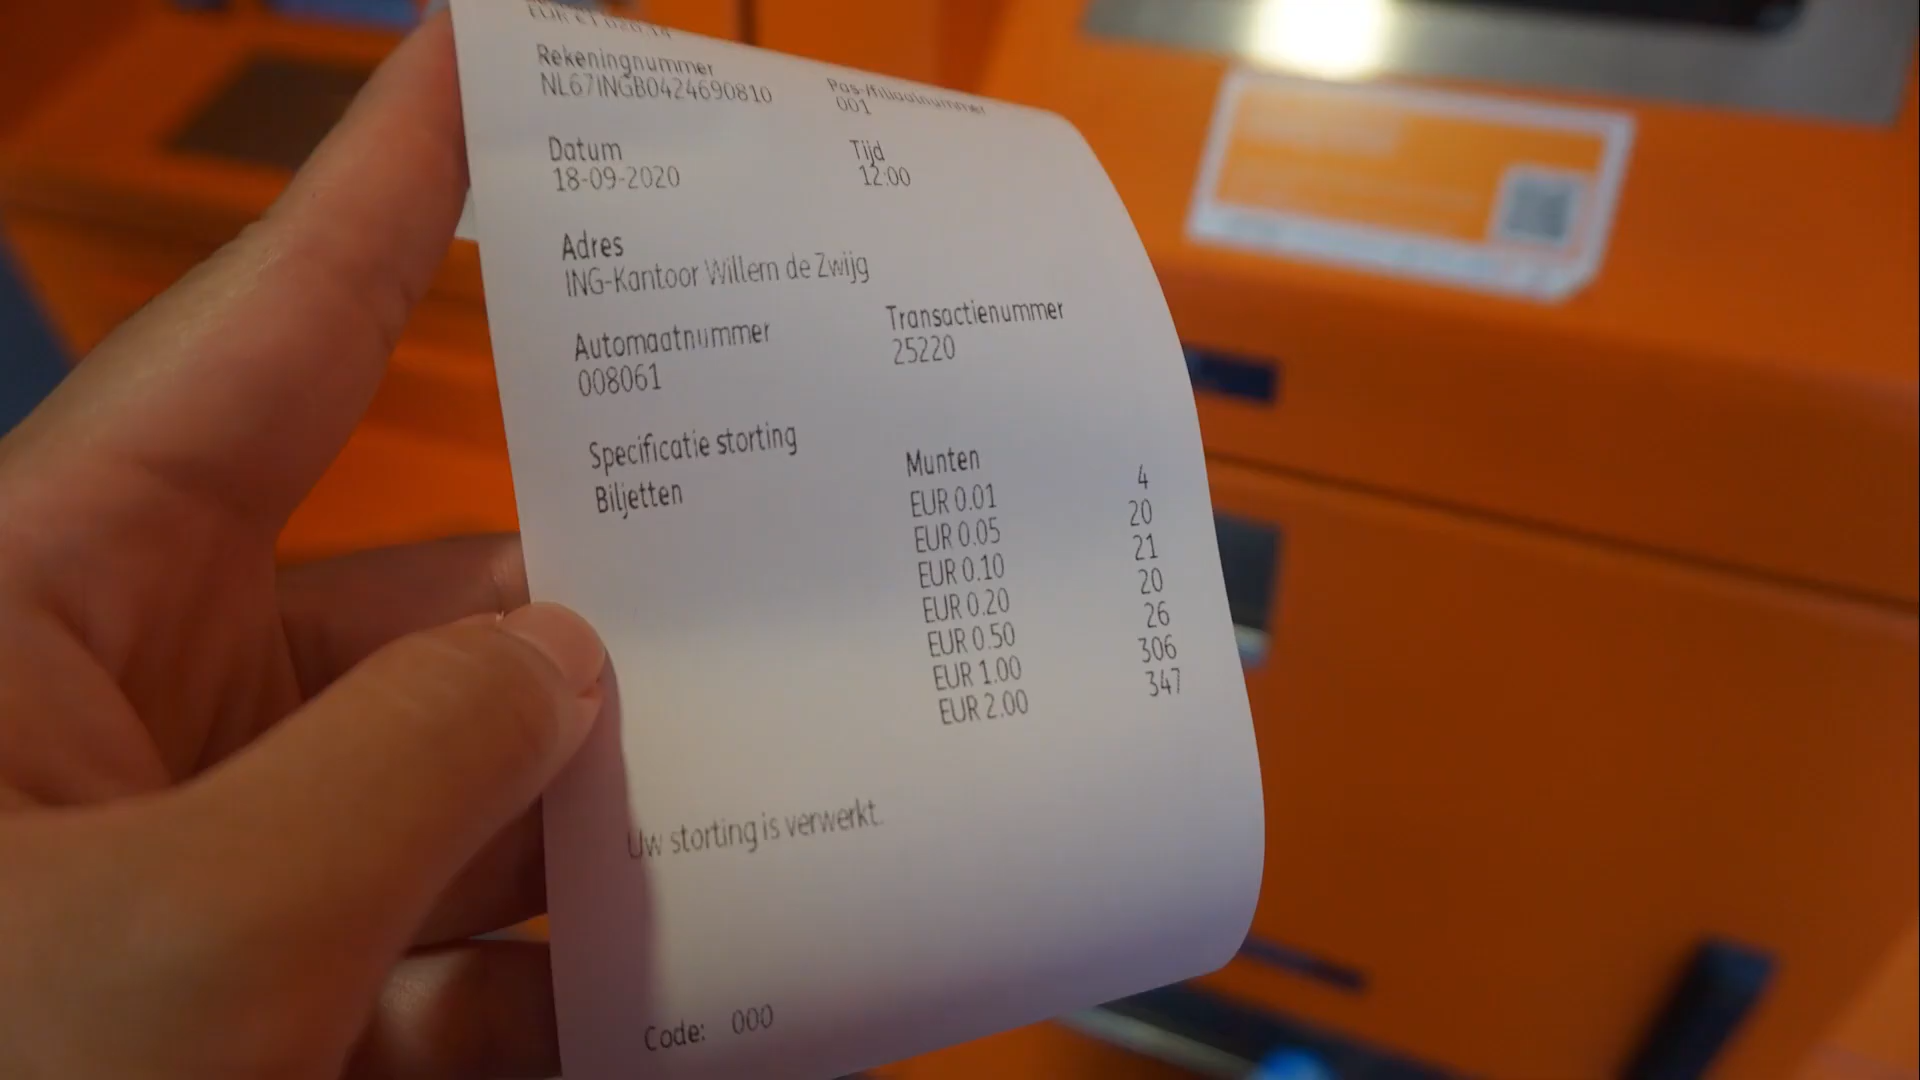 Rekeningnummer
NL67INGB0424690810
Pas-/filiaalnummer
001
Datum
18-09-2020
Tijd
12:00
Adres
ING-Kantoor Willem de Zwijg
Automaatnummer
008061
Transactienummer
25220
Specificatie storting
Biljetten
Munten
EUR 0.01 4
EUR 0.05 20
EUR 0.10 21
EUR 0.20 20
EUR 0.50 26
EUR 1.00 306
EUR 2.00 347
Uw storting is verwerkt.
Code: 000